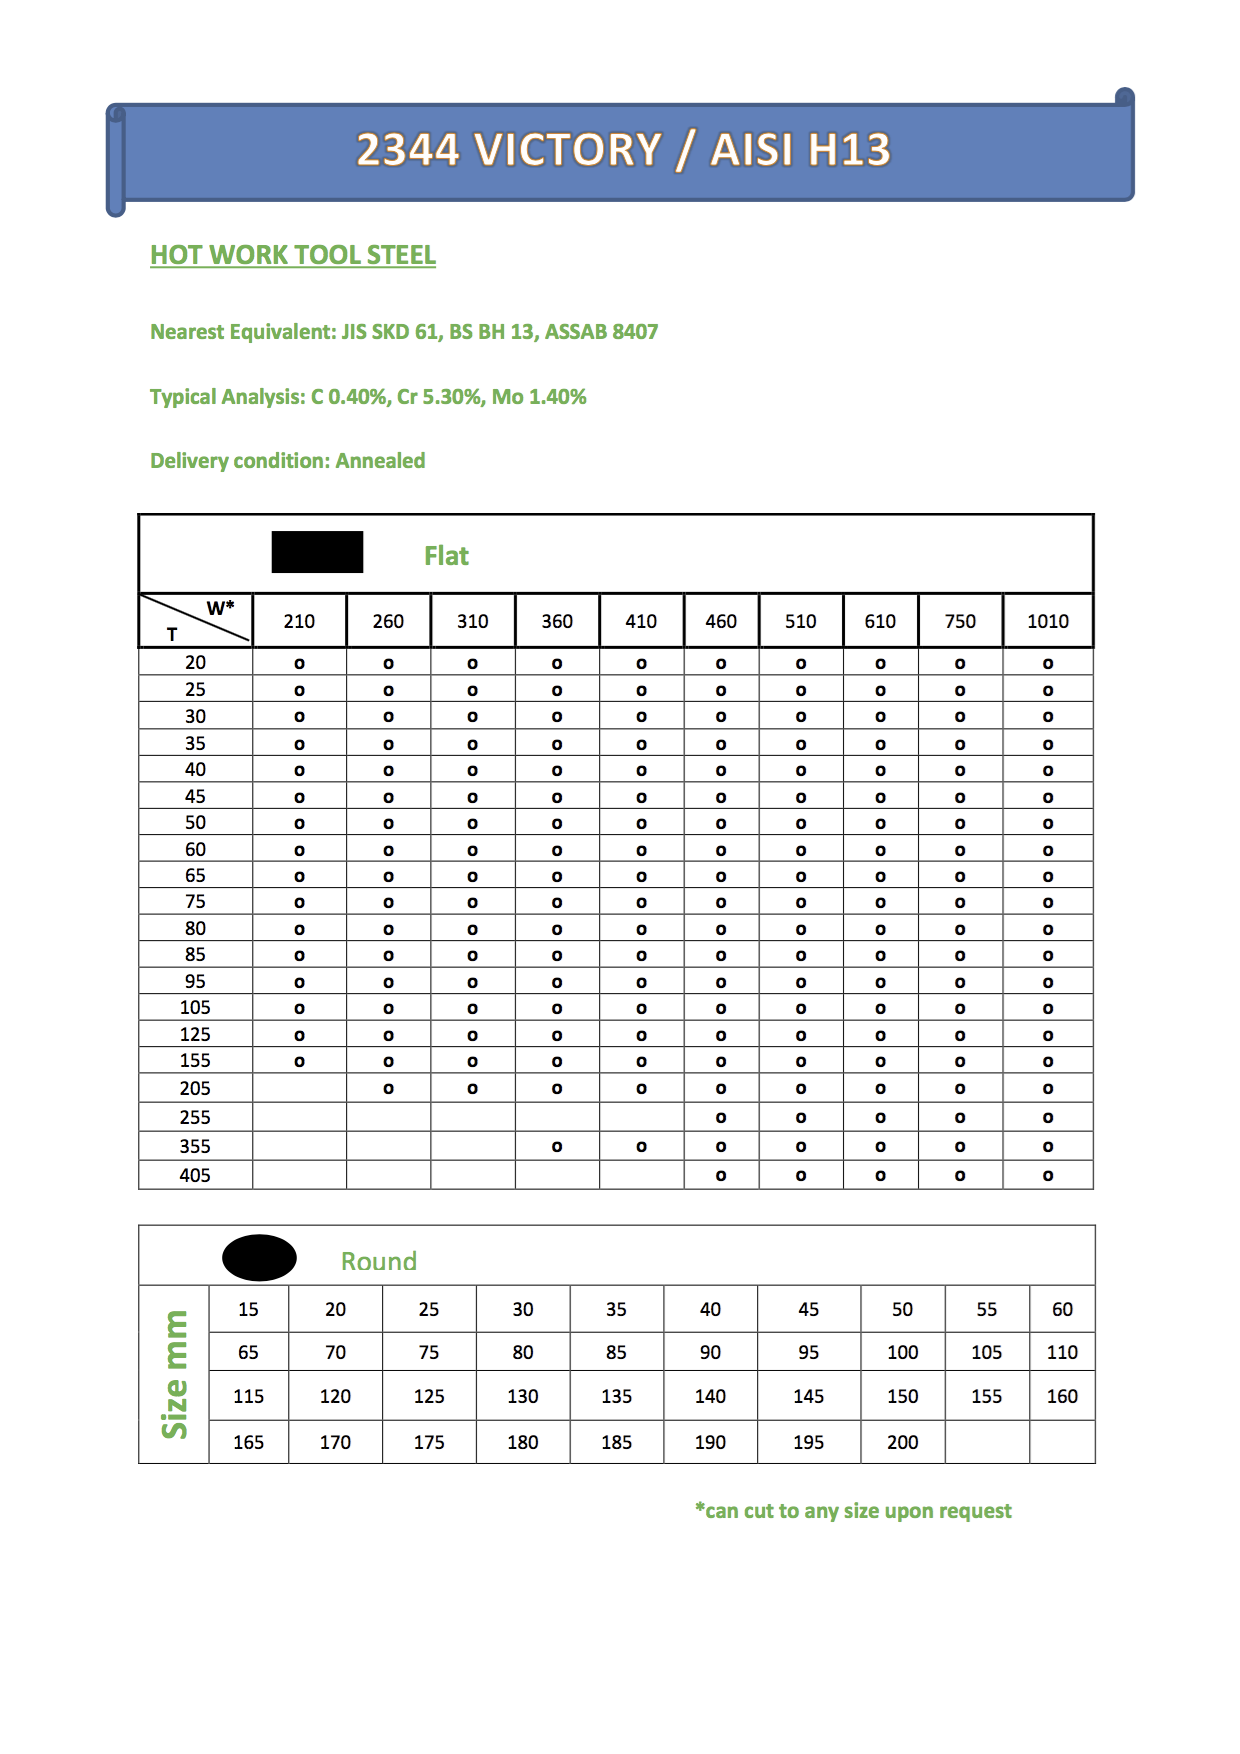 2344 VICTORY / AISI H13
HOT WORK TOOL STEEL
Nearest Equivalent: JIS SKD 61, BS BH 13, ASSAB 8407
Typical Analysis: C 0.40%, Cr 5.30%, Mo 1.40%
Delivery condition: Annealed
Flat
W*
T 210 260 310 360 410 460 510 610 750 1010
20 o o o o o o o o o o
25 o o o o o o o o o o
30 o o o o o o o o o o
35 o o o o o o o o o o
40 o o o o o o o o o o
45 o o o o o o o o o o
50 o o o o o o o o o o
60 o o o o o o o o o o
65 o o o o o o o o o o
75 o o o o o o o o o o
80 o o o o o o o o o o
85 o o o o o o o o o o
95 o o o o o o o o o o
105 o o o o o o o o o o
125 o o o o o o o o o o
155 o o o o o o o o o o
205 o o o o o o o o o
255 o o o o o
355 o o o o o o o
405 o o o o o
Round
Size mm
15 20 25 30 35 40 45 50 55 60
65 70 75 80 85 90 95 100 105 110
115 120 125 130 135 140 145 150 155 160
165 170 175 180 185 190 195 200
*can cut to any size upon request